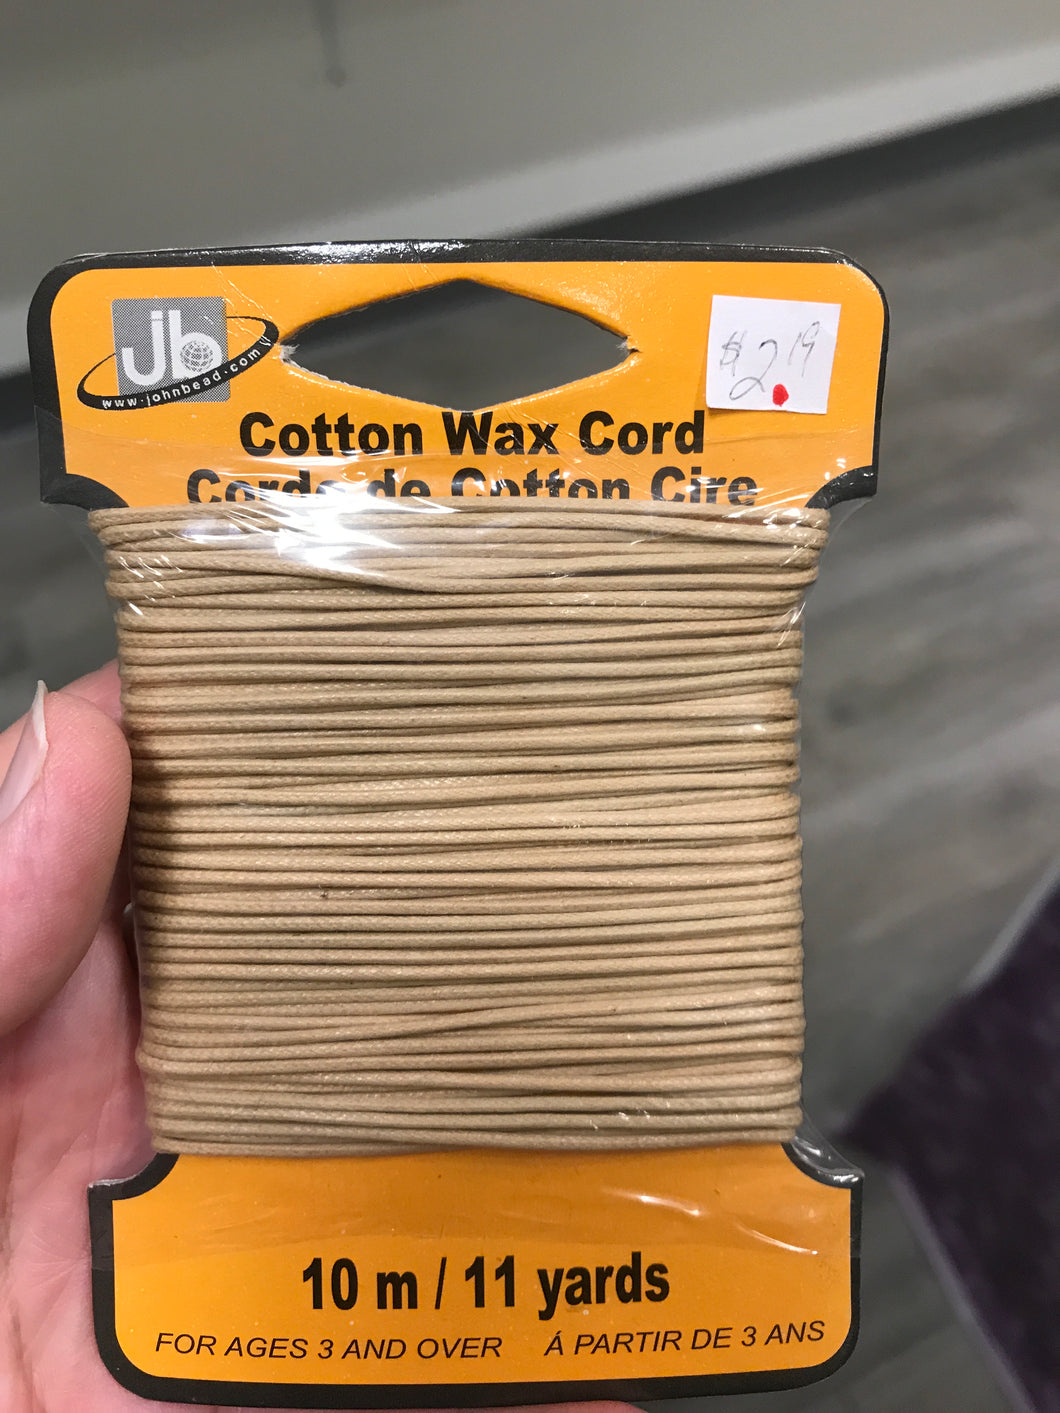 jb
www.johnbead.com
$2.19
Cotton Wax Cord
Corde de Cotton Cire
10 m / 11 yards
FOR AGES 3 AND OVER Á PARTIR DE 3 ANS